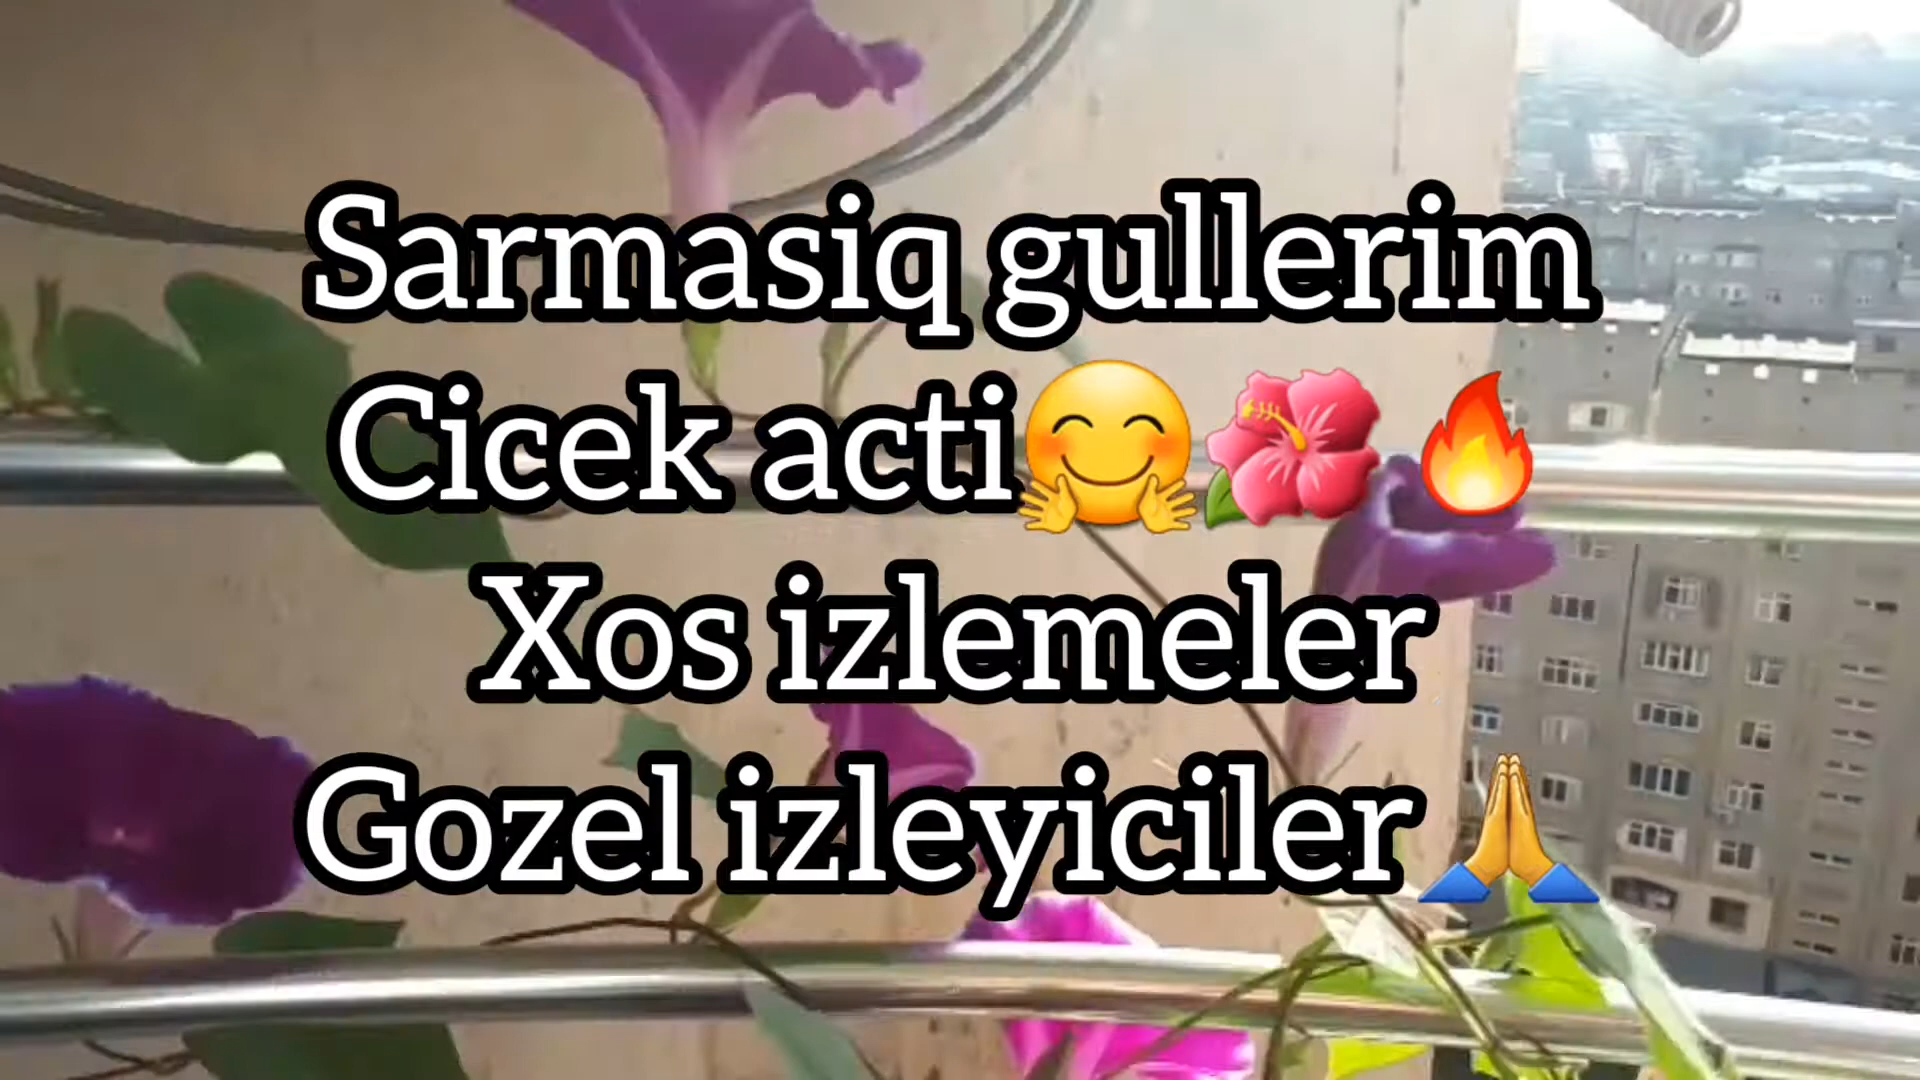 Sarmasiq gullerim
Cicek acti🤗🌺🔥
Xos izlemeler
Gozel izleyiciler🙏